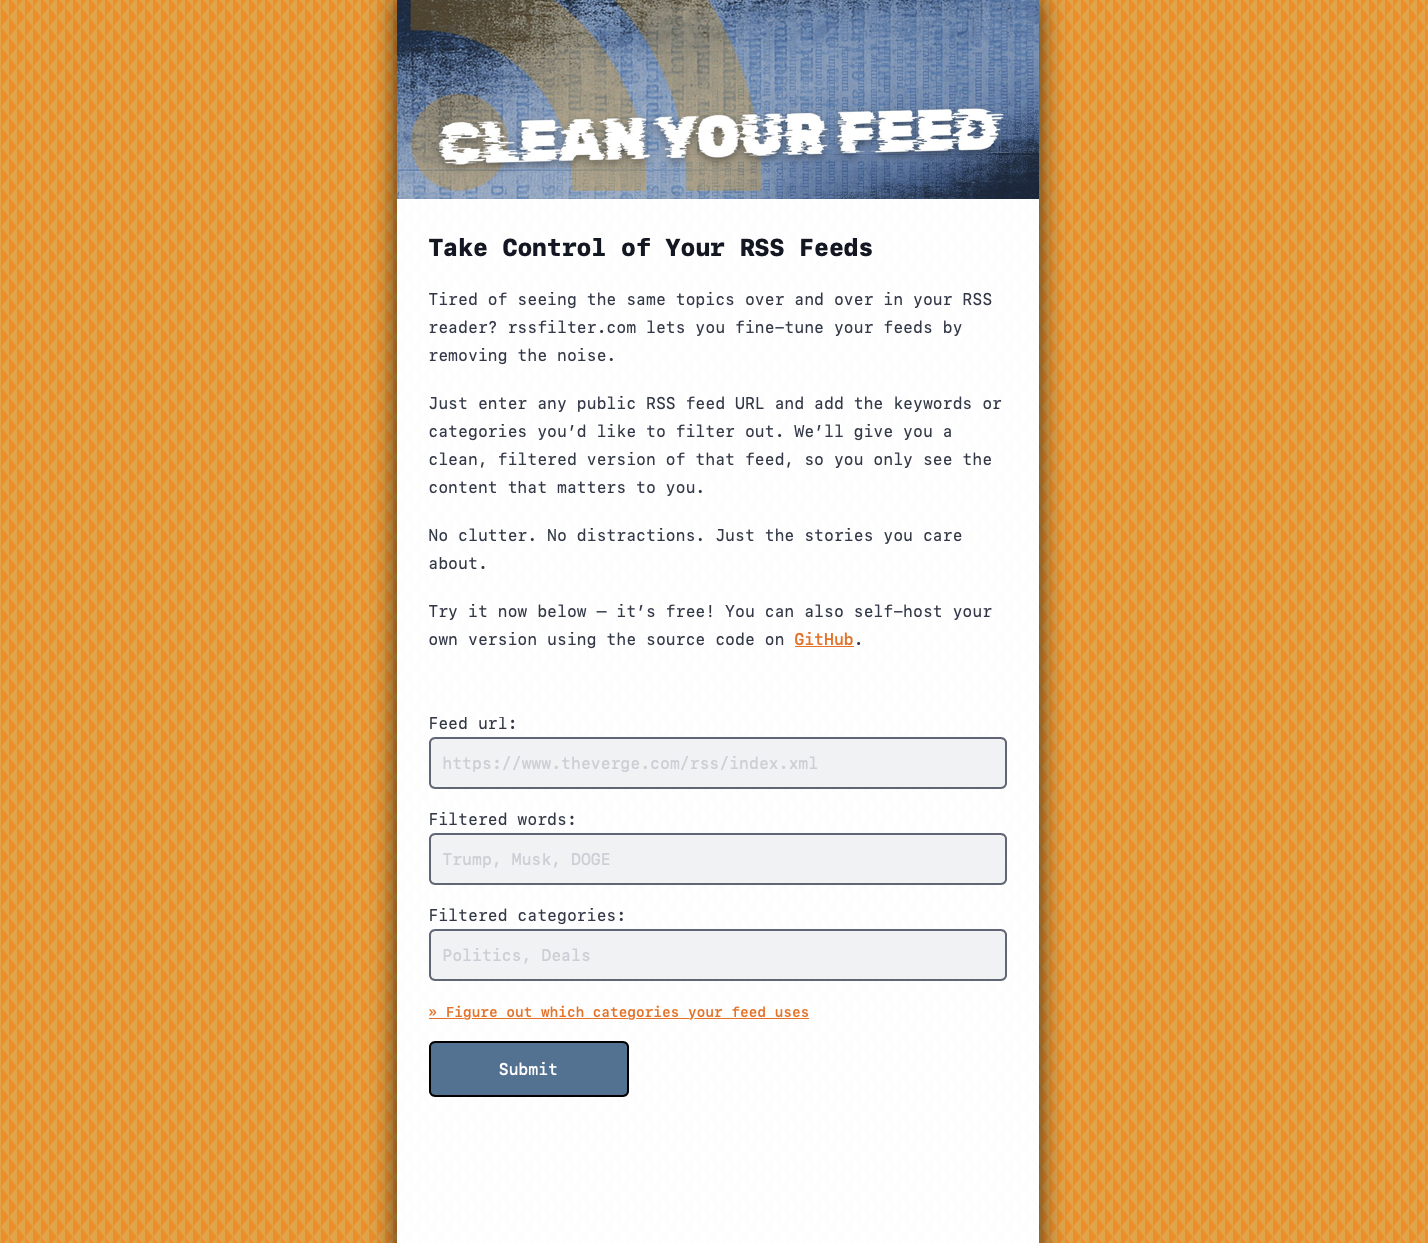 CLEAN YOUR FEED
Take Control of Your RSS Feeds
Tired of seeing the same topics over and over in your RSS
reader? rssfilter.com lets you fine-tune your feeds by
removing the noise.
Just enter any public RSS feed URL and add the keywords or
categories you’d like to filter out. We’ll give you a
clean, filtered version of that feed, so you only see the
content that matters to you.
No clutter. No distractions. Just the stories you care
about.
Try it now below — it’s free! You can also self-host your
own version using the source code on GitHub.
Feed url:
https://www.theverge.com/rss/index.xml
Filtered words:
Trump, Musk, DOGE
Filtered categories:
Politics, Deals
» Figure out which categories your feed uses
Submit